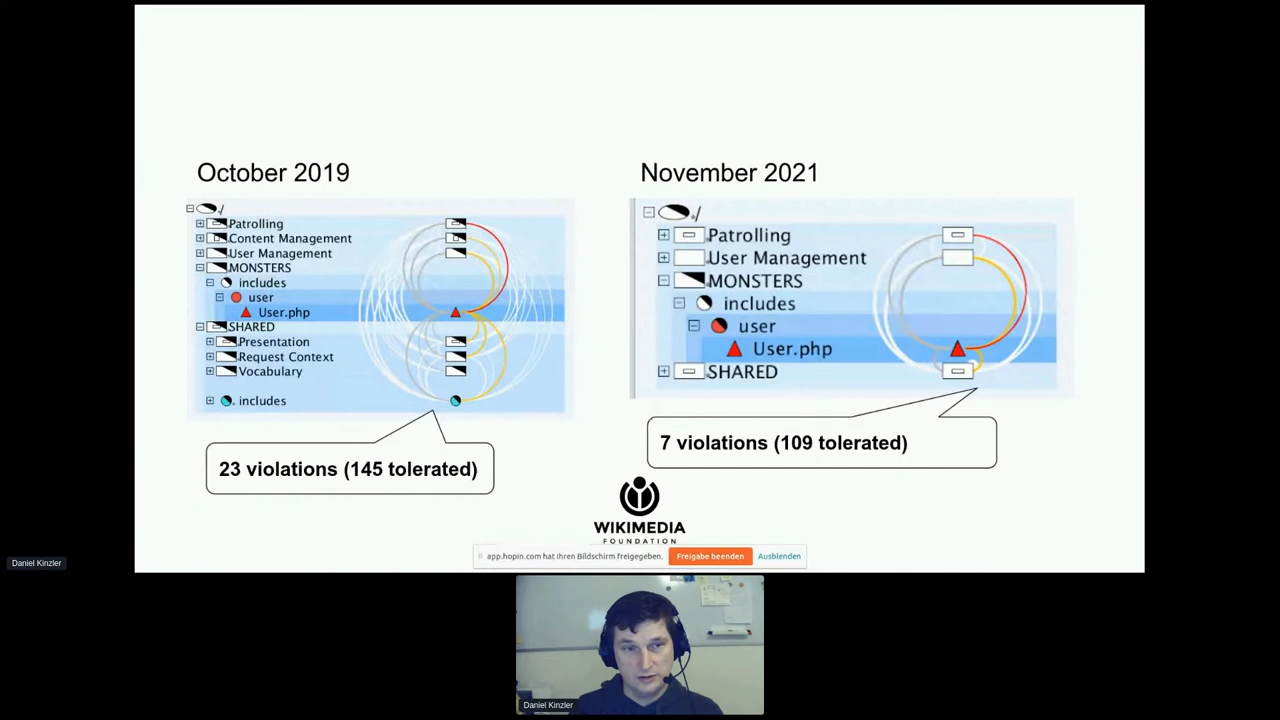 October 2019
./
Patrolling
Content Management
User Management
MONSTERS
includes
user
User.php
SHARED
Presentation
Request Context
Vocabulary
. includes
23 violations (145 tolerated)
November 2021
./
Patrolling
User Management
MONSTERS
includes
user
User.php
SHARED
7 violations (109 tolerated)
WIKIMEDIA
FOUNDATION
app.hopin.com hat Ihren Bildschirm freigegeben.
Freigabe beenden
Ausblenden
Daniel Kinzler
Daniel Kinzler